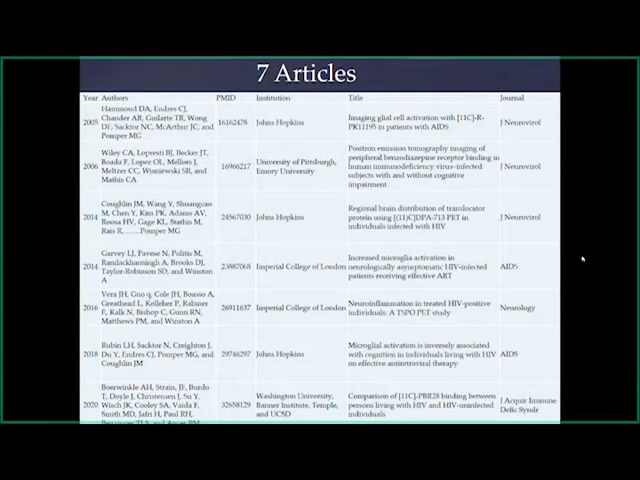 7 Articles
Year Authors PMID Institution Title Journal
2005 Hammoud DA, Endres CJ, Chander AR, Guilarte TR, Wong DF, Sacktor NC, McArthur JC, and Pomper MG 16162478 Johns Hopkins Imaging glial cell activation with [11C]-R-PK11195 in patients with AIDS J Neurovirol
2006 Wiley CA, Lopresti BJ, Becker JT, Boada F, Lopez OL, Mellors J, Meltzer CC, Wisniewski SR, and Mathis CA 16966217 University of Pittsburgh, Emory University Positron emission tomography imaging of peripheral benzodiazepine receptor binding in human immunodeficiency virus-infected subjects with and without cognitive impairment. J Neurovirol
2014 Coughlin JM, Wang Y, Shuangchao M, Chen Y, Kim PK, Adams AV, Roosa HV, Gage KL, Stathis M, Rais R, ......Pomper MG 24567030 Johns Hopkins Regional brain distribution of translocator protein using [(11)C]DPA-713 PET in individuals infected with HIV J Neurovirol
2014 Garvey LJ, Pavese N, Politis M, Ramlackhansingh A, Brooks DJ, Taylor-Robinson SD, and Winston A 23887068 Imperial College of London Increased microglia activation in neurologically asymptomatic HIV-infected patients receiving effective ART AIDS
2016 Vera JH, Guo q, Cole JH, Boasso A, Greathead L, Kelleher P, Rabiner E, Kalk N, Bishop C, Gunn RN, Matthews PM, and Winston A 26911637 Imperial College of London Neuroinflammation in treated HIV-positive individuals: A TSPO PET study Neurology
2018 Rubin LH, Sacktor N, Creighton J, Du Y, Endres CJ, Pomper MG, and Coughlin JM 29746297 Johns Hopkins Microglial activation is inversely associated with cognition in individuals living with HIV on effective antiretroviral therapy AIDS
2020 Boerwinkle AH, Strain, JF, Burdo T, Doyle J, Christensen J, Su Y, Wisch JK, Cooley SA, Vaida F, Smith MD, Jafri H, Paul RH, and Ances BM 32658129 Washington University, Banner Institute, Temple, and UCSD Comparison of [11C]-PBR28 binding between persons living with HIV and HIV-uninfected individuals J Acquir Immune Defic Syndr